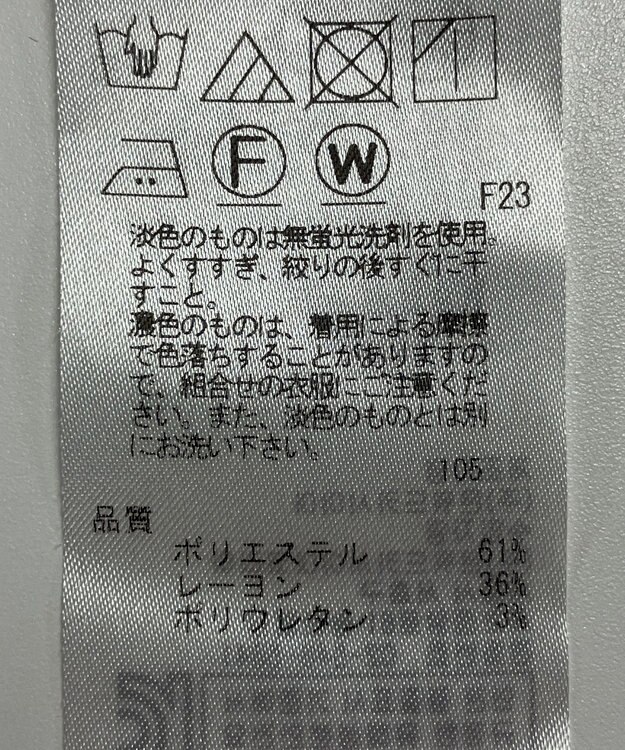 F
W
F23
淡色のものは無蛍光洗剤を使用。
よくすすぎ、絞りの後すぐに干
すこと。
濃色のものは、着用による摩擦
で色落ちすることがありますの
で、組合せの衣服にご注意くだ
さい。また、淡色のものとは別
にお洗い下さい。
105
品質
ポリエステル 61%
レーヨン 36%
ポリウレタン 3%